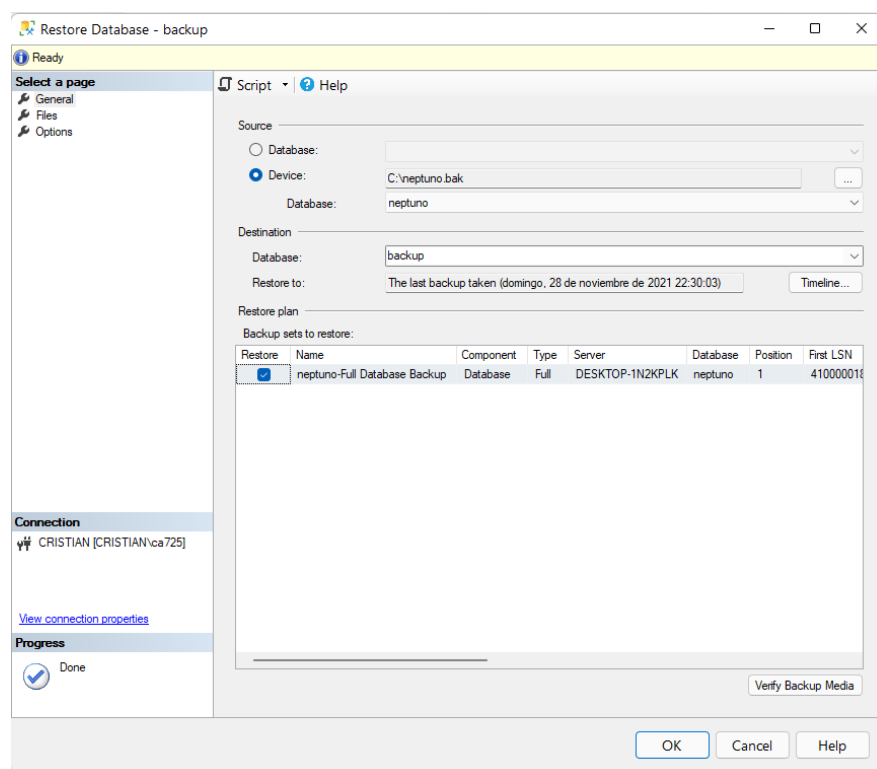 Restore Database - backup
Ready
Select a page
General
Files
Options
Script
Help
Source
Database:
Device:
C:\neptuno.bak
...
Database:
neptuno
Destination
Database:
backup
Restore to:
The last backup taken (domingo, 28 de noviembre de 2021 22:30:03)
Timeline...
Restore plan
Backup sets to restore:
Restore Name Component Type Server Database Position First LSN
neptuno-Full Database Backup Database Full DESKTOP-1N2KPLK neptuno 1 410000018
Connection
CRISTIAN [CRISTIAN\ca725]
View connection properties
Progress
Done
Verify Backup Media
OK
Cancel
Help